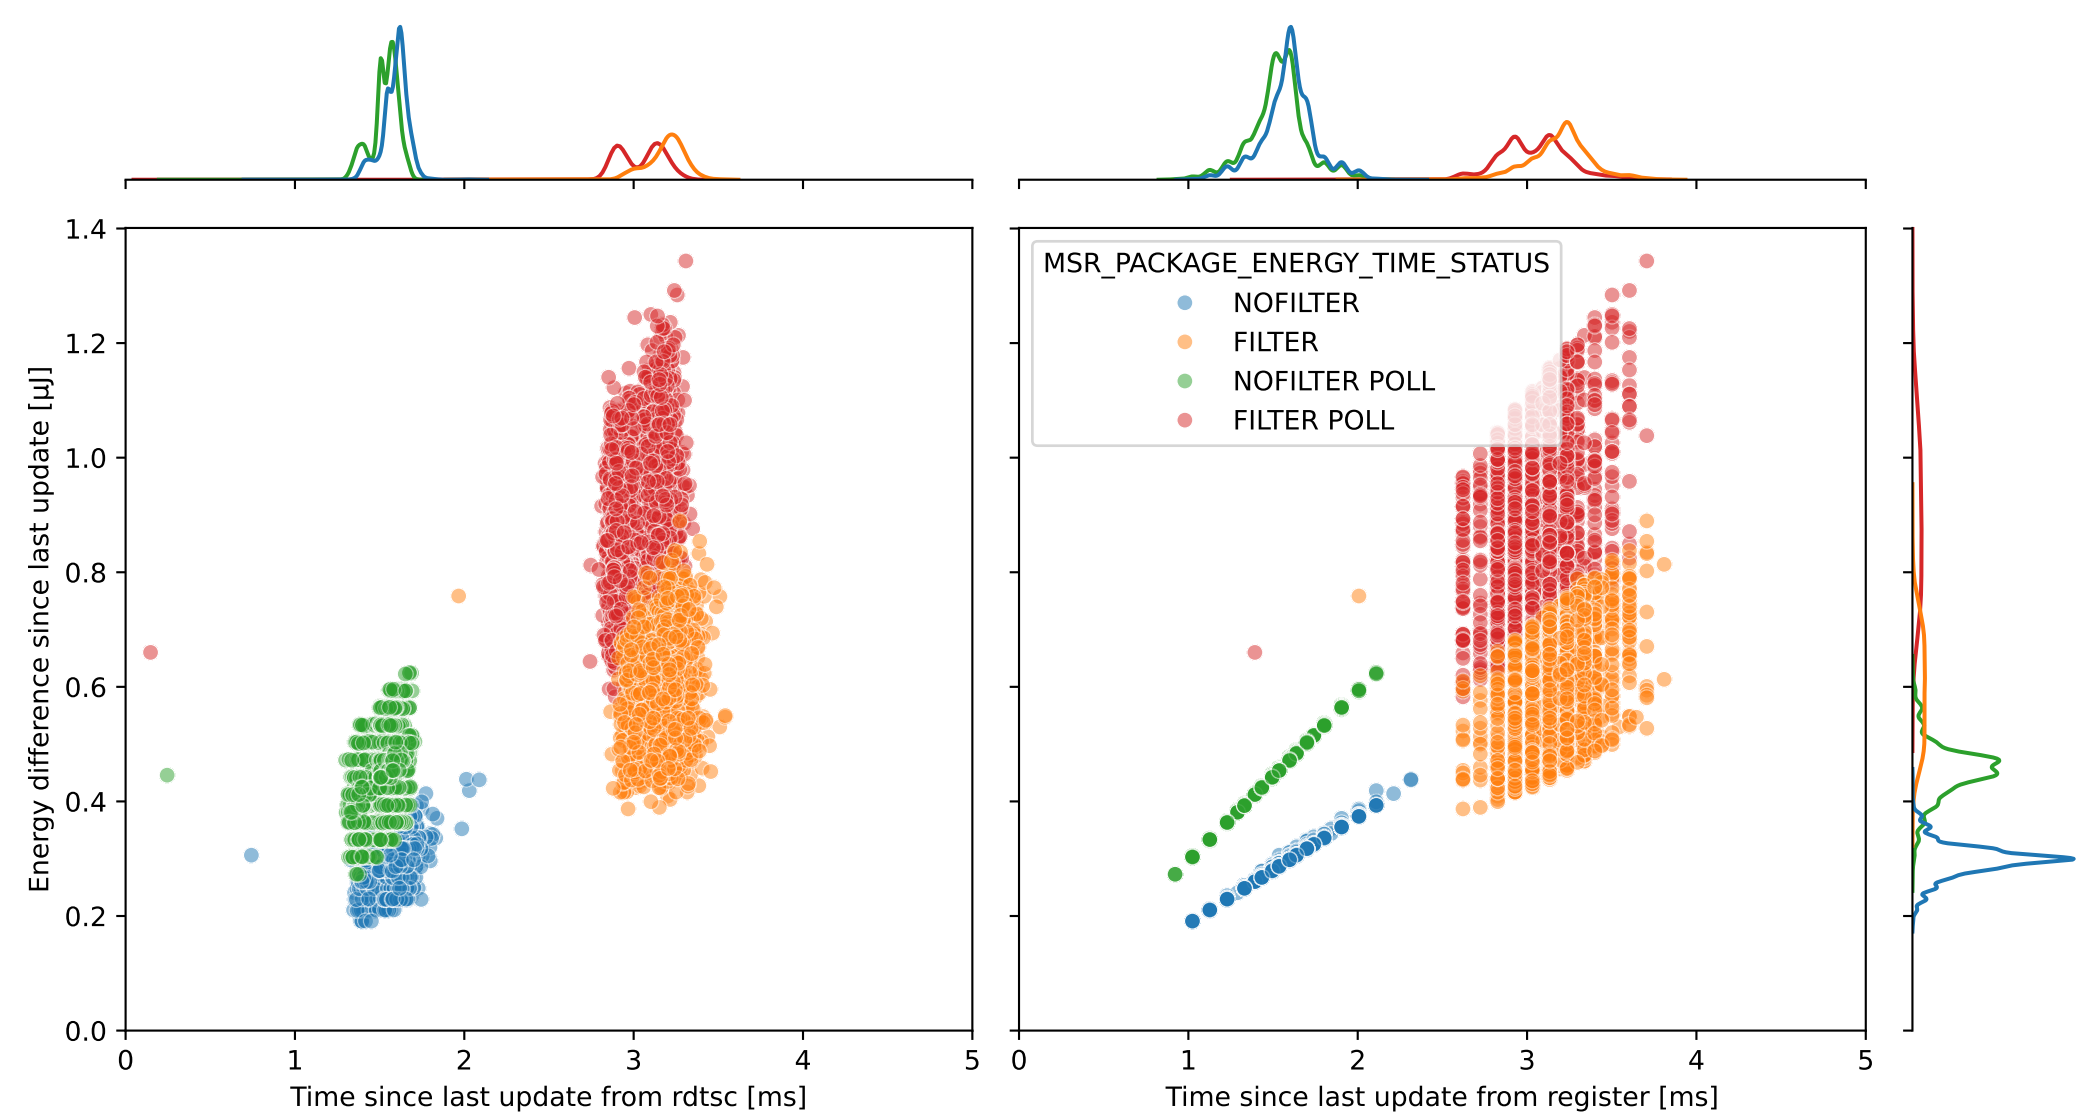 1.4
1.2
1.0
0.8
0.6
0.4
0.2
0.0
Energy difference since last update [µJ]
0 1 2 3 4 5
Time since last update from rdtsc [ms]
MSR_PACKAGE_ENERGY_TIME_STATUS
NOFILTER
FILTER
NOFILTER POLL
FILTER POLL
0 1 2 3 4 5
Time since last update from register [ms]